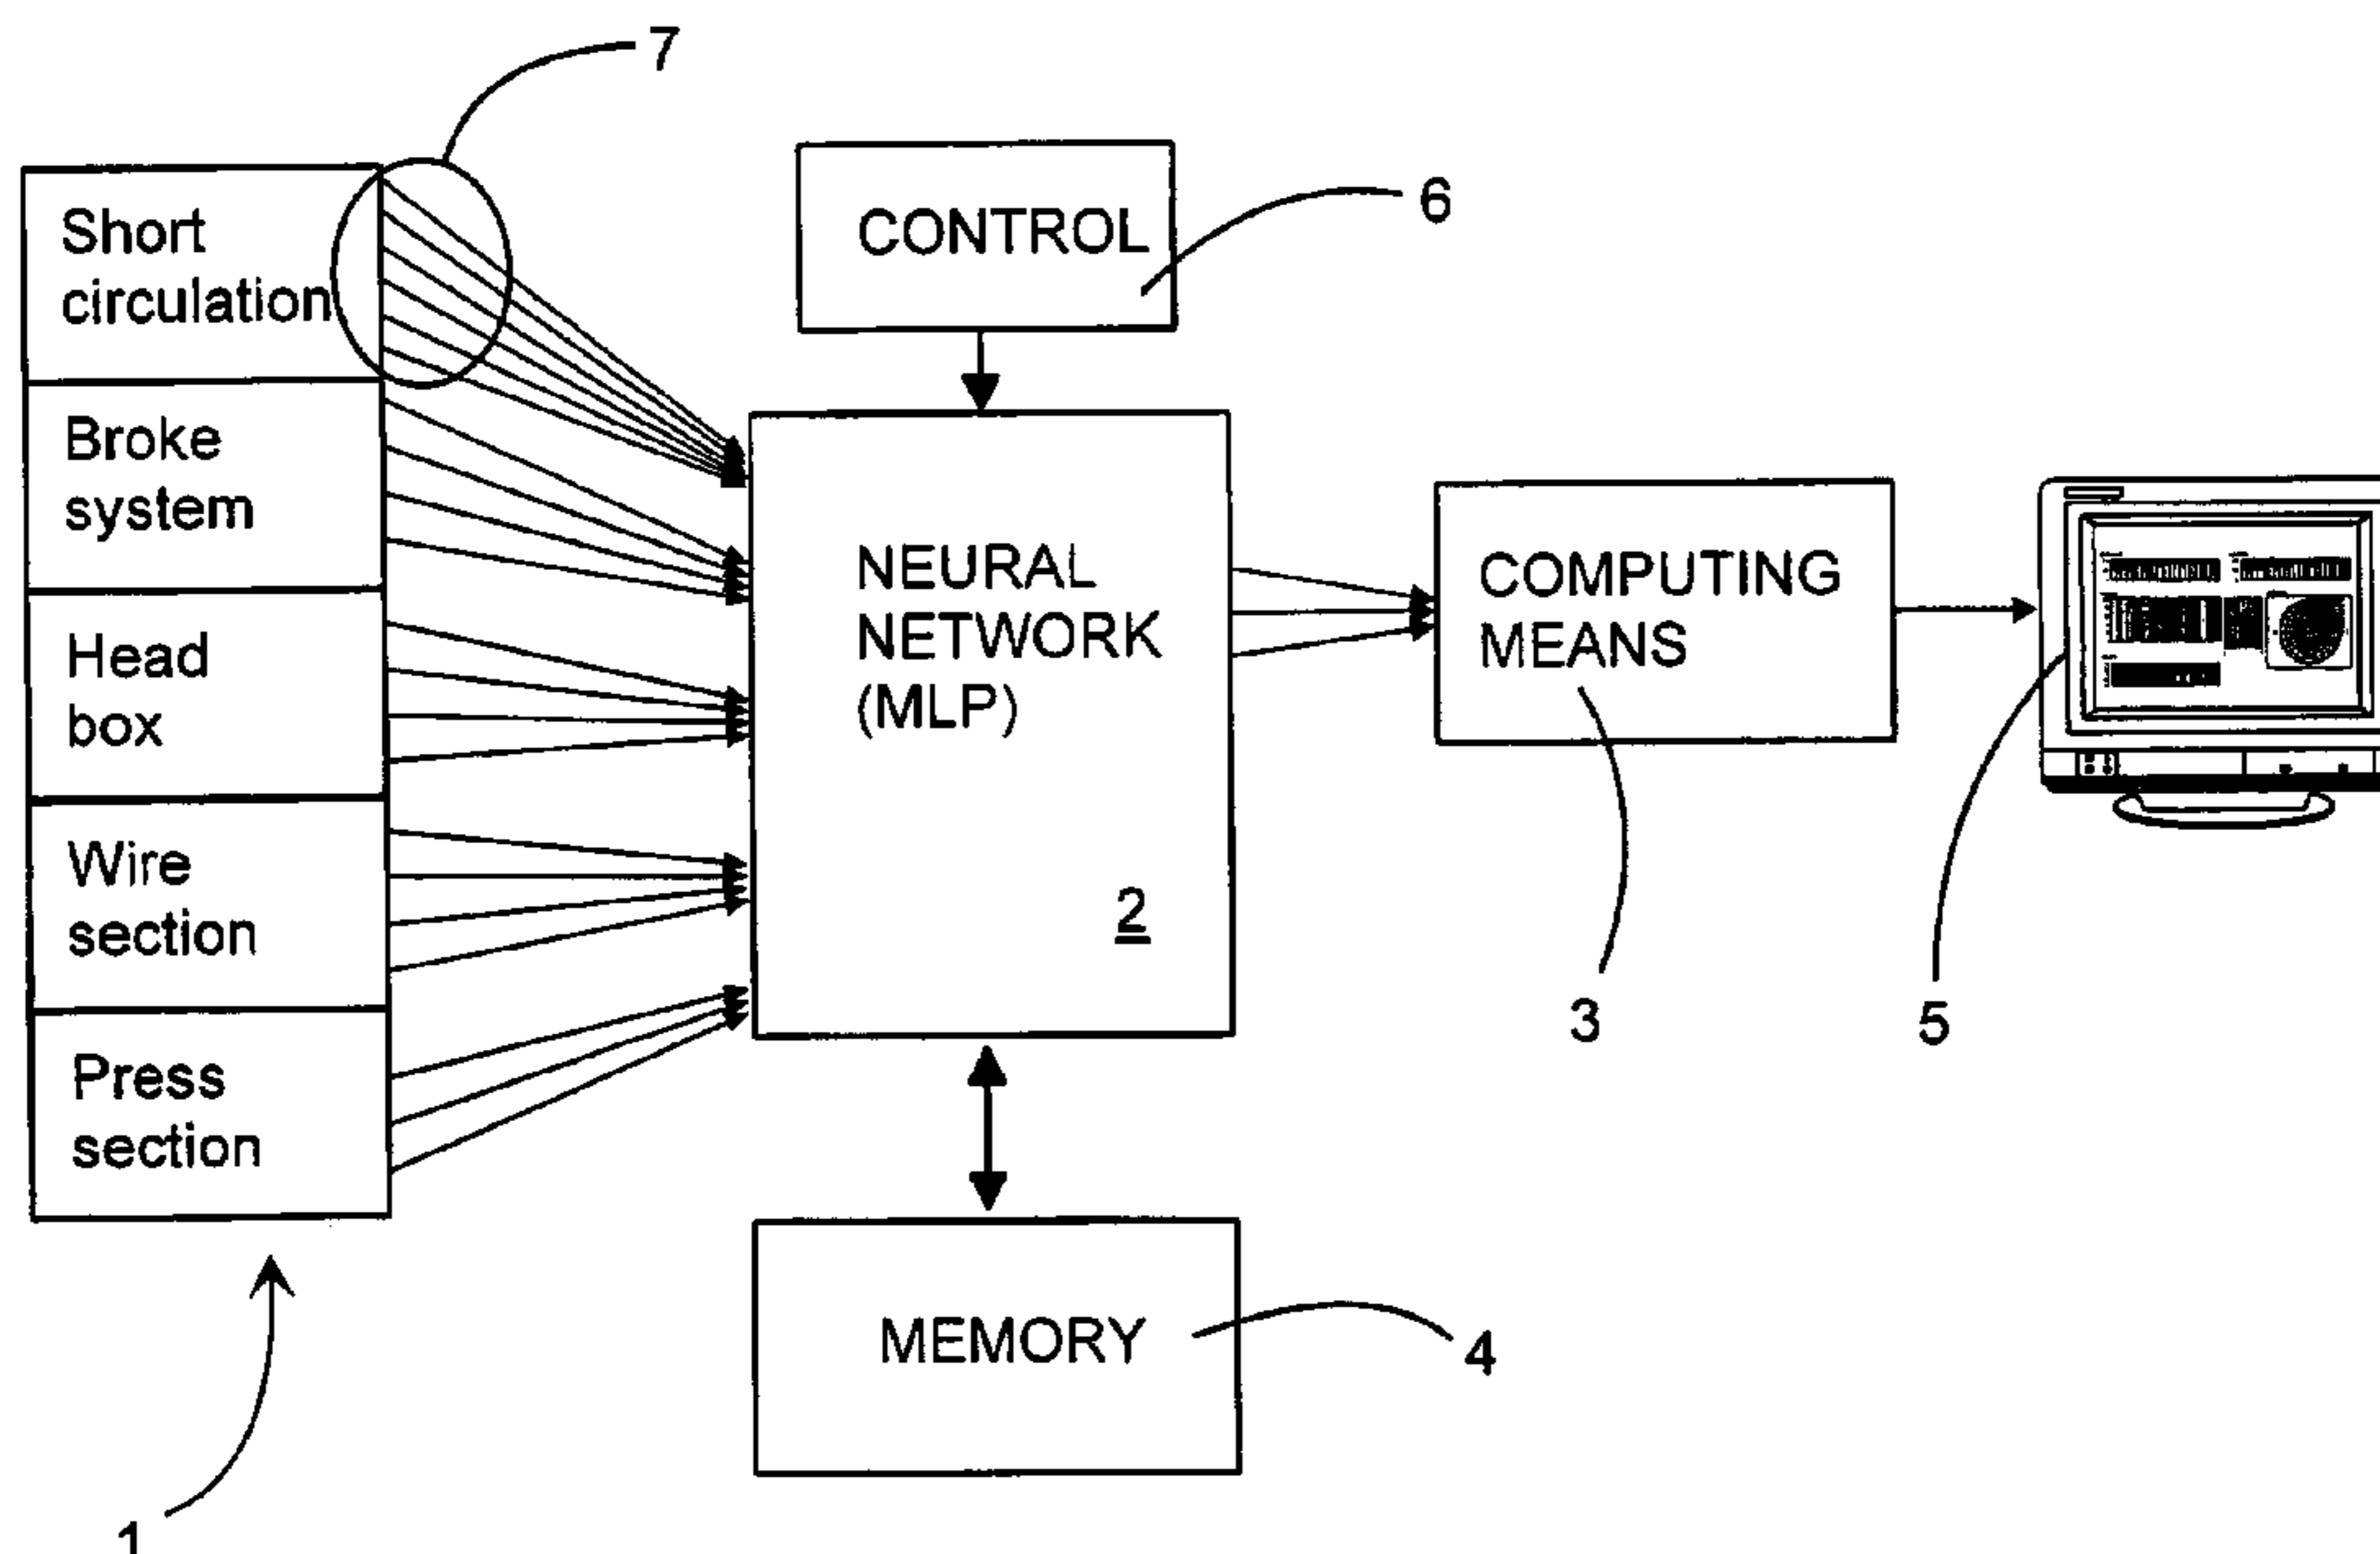 7
Short
circulation
Broke
system
Head
box
Wire
section
Press
section
1
CONTROL
6
NEURAL
NETWORK
(MLP)
2
MEMORY
4
COMPUTING
MEANS
3
5